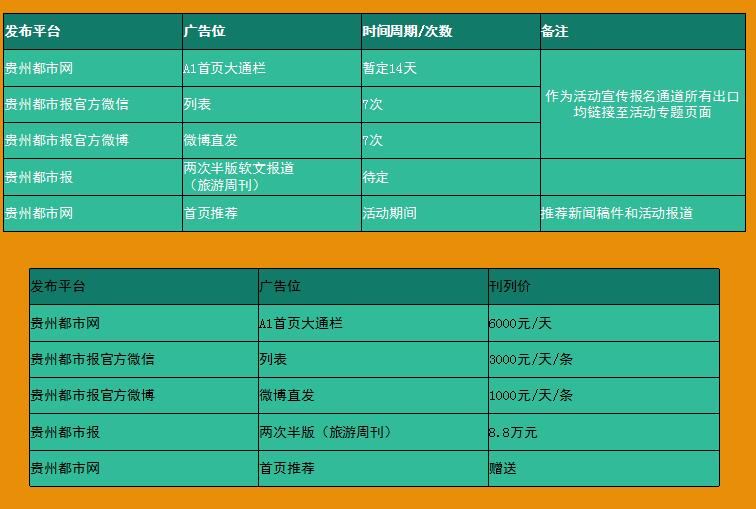 发布平台 广告位 时间周期/次数 备注
贵州都市网 A1首页大通栏 暂定14天
作为活动宣传报名通道所有出口
均链接至活动专题页面
贵州都市报官方微信 列表 7次
贵州都市报官方微博 微博直发 7次
贵州都市报 两次半版软文报道
（旅游周刊） 待定
贵州都市网 首页推荐 活动期间 推荐新闻稿件和活动报道
发布平台 广告位 刊列价
贵州都市网 A1首页大通栏 6000元/天
贵州都市报官方微信 列表 3000元/天/条
贵州都市报官方微博 微博直发 1000元/天/条
贵州都市报 两次半版（旅游周刊） 8.8万元
贵州都市网 首页推荐 赠送